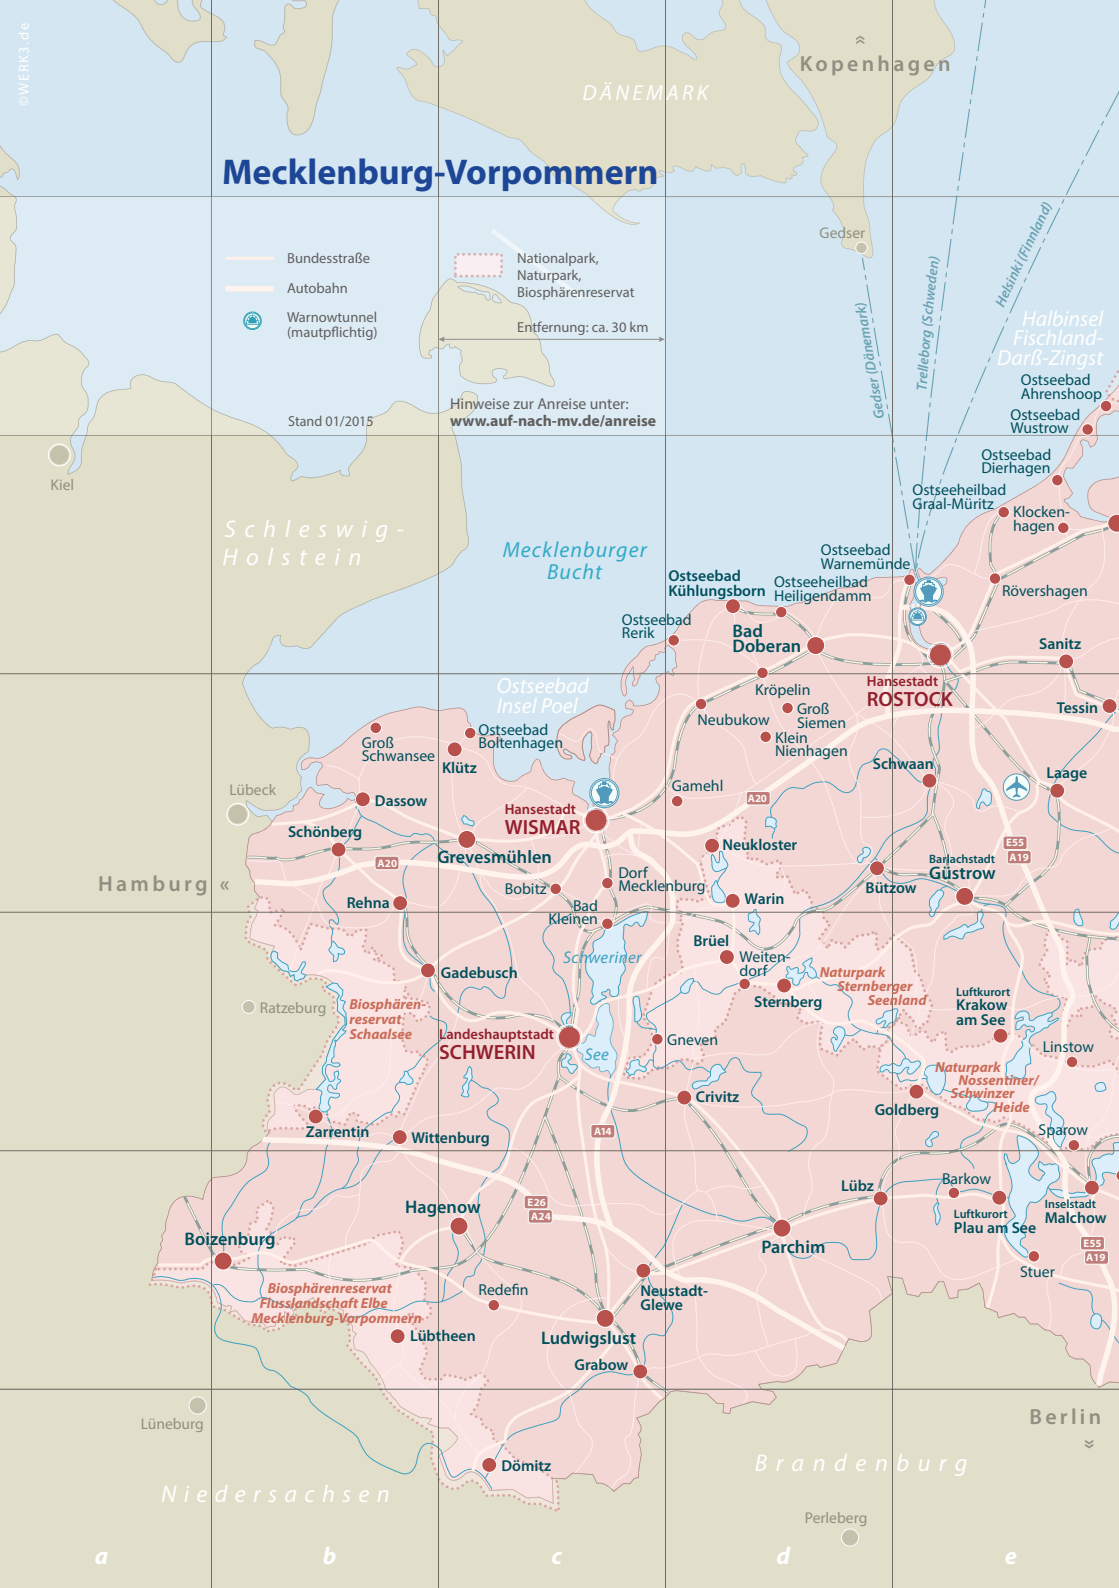 ©WERK3.de
Kopenhagen
DÄNEMARK
Mecklenburg-Vorpommern
Gedser
Bundesstraße
Autobahn
Warnowtunnel
(mautpflichtig)
Nationalpark,
Naturpark,
Biosphärenreservat
Entfernung: ca. 30 km
Stand 01/2015
Hinweise zur Anreise unter:
www.auf-nach-mv.de/anreise
Gedser (Dänemark)
Trelleborg (Schweden)
Helsinki (Finnland)
Halbinsel
Fischland-
Darß-Zingst
Ostseebad
Ahrenshoop
Ostseebad
Wustrow
Ostseebad
Dierhagen
Ostseeheilbad
Graal-Müritz
Klocken-
hagen
Kiel
Schleswig-
Holstein
Mecklenburger
Bucht
Ostseebad
Warnemünde
Ostseebad
Kühlungsborn
Ostseeheilbad
Heiligendamm
Rövershagen
Ostseebad
Rerik
Bad
Doberan
Sanitz
Hansestadt
ROSTOCK
Tessin
Kröpelin
Ostseebad
Insel Poel
Neubukow
Groß
Siemen
Klein
Nienhagen
Groß
Schwansee
Ostseebad
Boltenhagen
Klütz
Schwaan
Laage
Lübeck
Dassow
Gamehl
A20
Hansestadt
WISMAR
Schönberg
Grevesmühlen
A20
Neukloster
E55
A19
Barlachstadt
Güstrow
Hamburg «
Bobitz
Dorf
Mecklenburg
Bützow
Rehna
Bad
Kleinen
Warin
Brüel
Weiten-
dorf
Schweriner
Gadebusch
Sternberg
Naturpark
Sternberger
Seenland
Luftkurort
Krakow
am See
Ratzeburg
Biosphären-
reservat
Schaalsee
Landeshauptstadt
SCHWERIN
See
Gneven
Linstow
Naturpark
Nossentiner/
Schwinzer
Heide
Crivitz
Goldberg
Zarrentin
Wittenburg
A14
Sparow
Lübz
Barkow
Luftkurort
Plau am See
Inselstadt
Malchow
Hagenow
E26
A24
Boizenburg
Parchim
E55
A19
Stuer
Biosphärenreservat
Flusslandschaft Elbe
Mecklenburg-Vorpommern
Redefin
Neustadt-
Glewe
Lübtheen
Ludwigslust
Grabow
Lüneburg
Berlin
Dömitz
Brandenburg
Niedersachsen
Perleberg
a
b
c
d
e